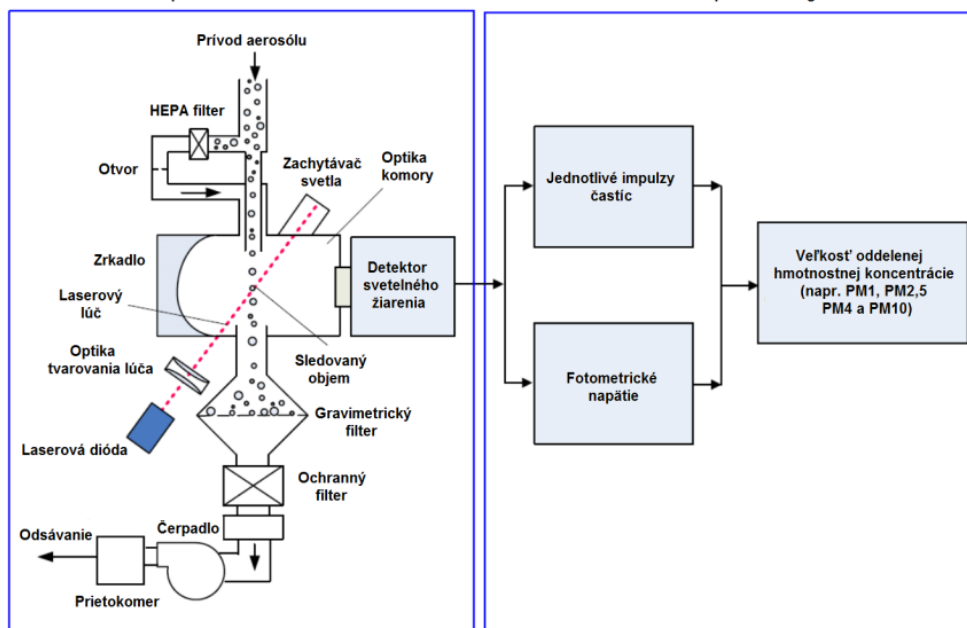 Prívod aerosólu
HEPA filter
Otvor
Zachytávač
svetla
Optika
komory
Zrkadlo
Detektor
svetelného
žiarenia
Laserový
lúč
Optika
tvarovania lúča
Sledovaný
objem
Gravimetrický
filter
Laserová dióda
Ochranný
filter
Čerpadlo
Odsávanie
Prietokomer
Jednotlivé impulzy
častíc
Fotometrické
napätie
Veľkosť oddelenej
hmotnostnej koncentrácie
(napr. PM1, PM2,5
PM4 a PM10)